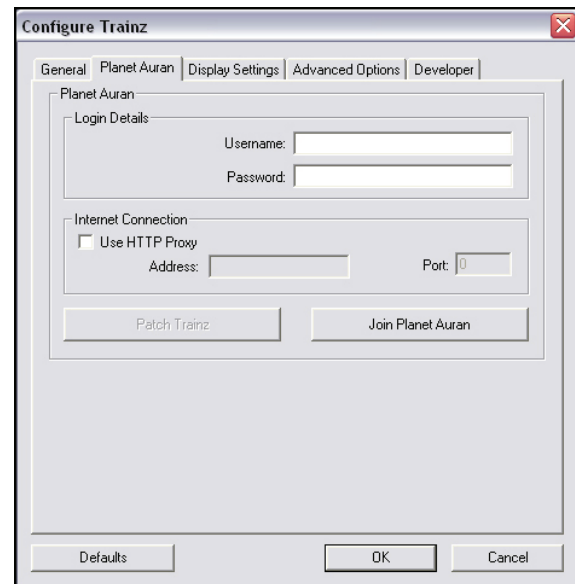 Configure Trainz
General Planet Auran Display Settings Advanced Options Developer
Planet Auran
Login Details
Username:
Password:
Internet Connection
Use HTTP Proxy
Address: Port: 0
Patch Trainz Join Planet Auran
Defaults OK Cancel